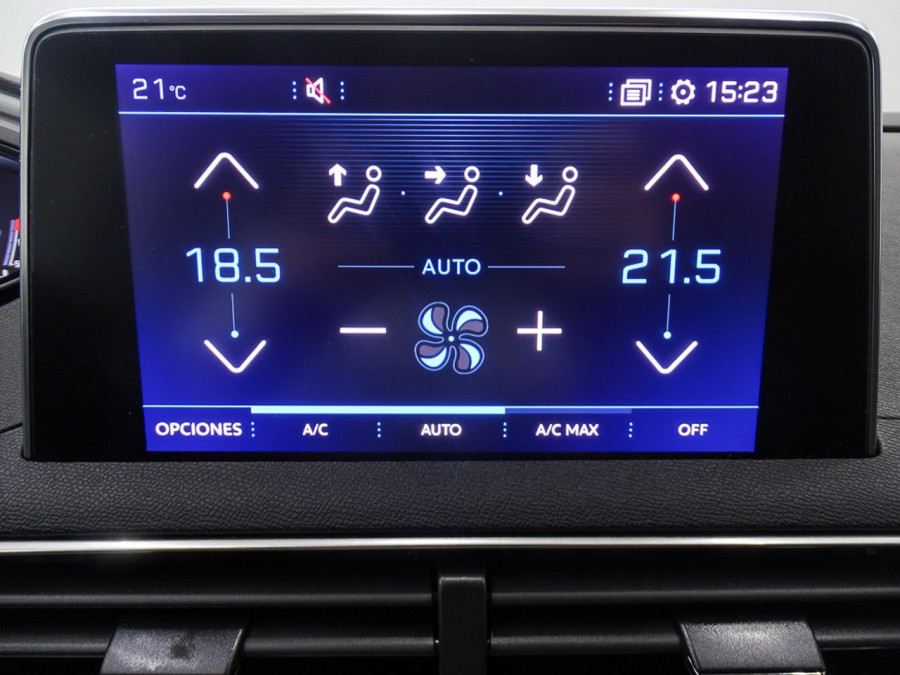 21°C 15:23
18.5 AUTO 21.5
OPCIONES A/C AUTO A/C MAX OFF